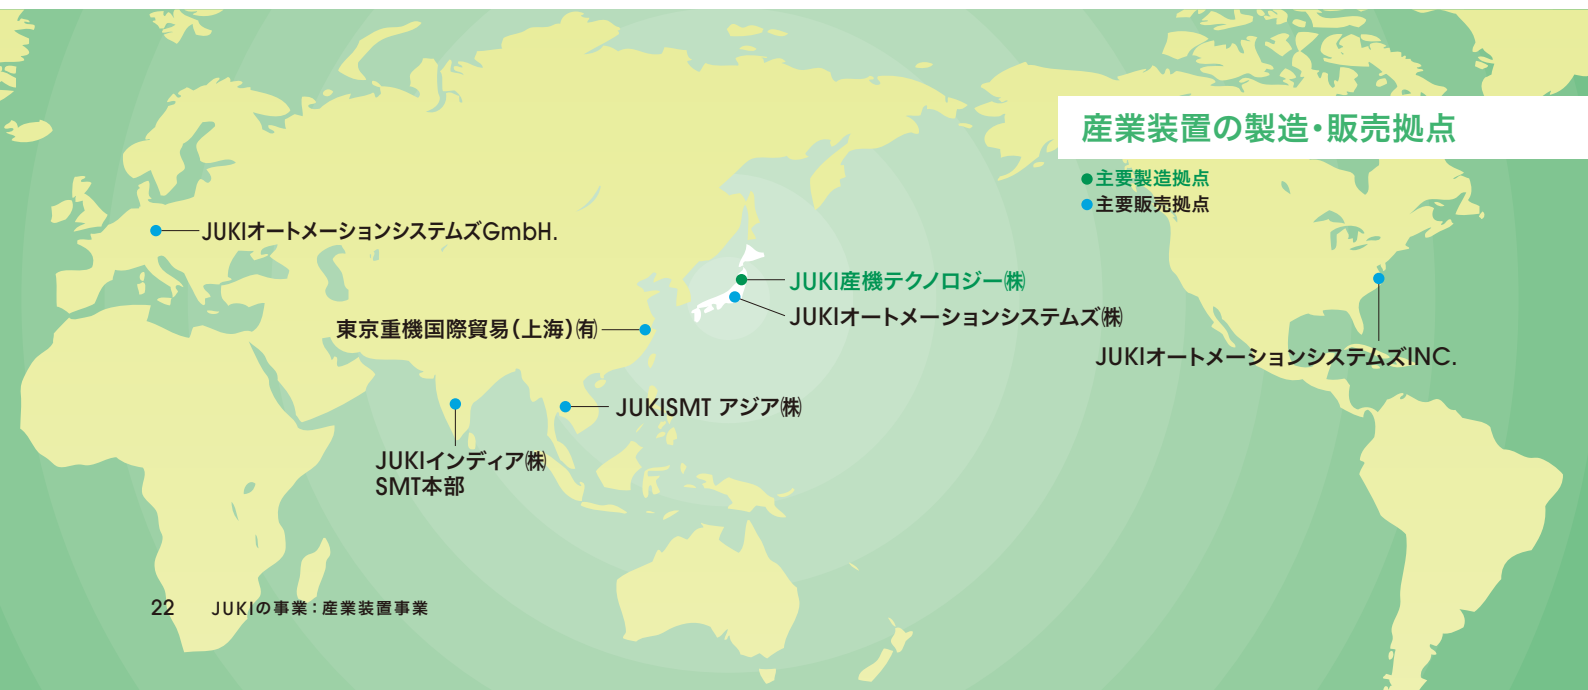 産業装置の製造・販売拠点
●主要製造拠点
●主要販売拠点
JUKIオートメーションシステムズGmbH.
JUKI産機テクノロジー㈱
JUKIオートメーションシステムズ㈱
東京重機国際貿易（上海）㈲
JUKIオートメーションシステムズINC.
JUKISMT アジア㈱
JUKIインディア㈱
SMT本部
22 JUKIの事業：産業装置事業